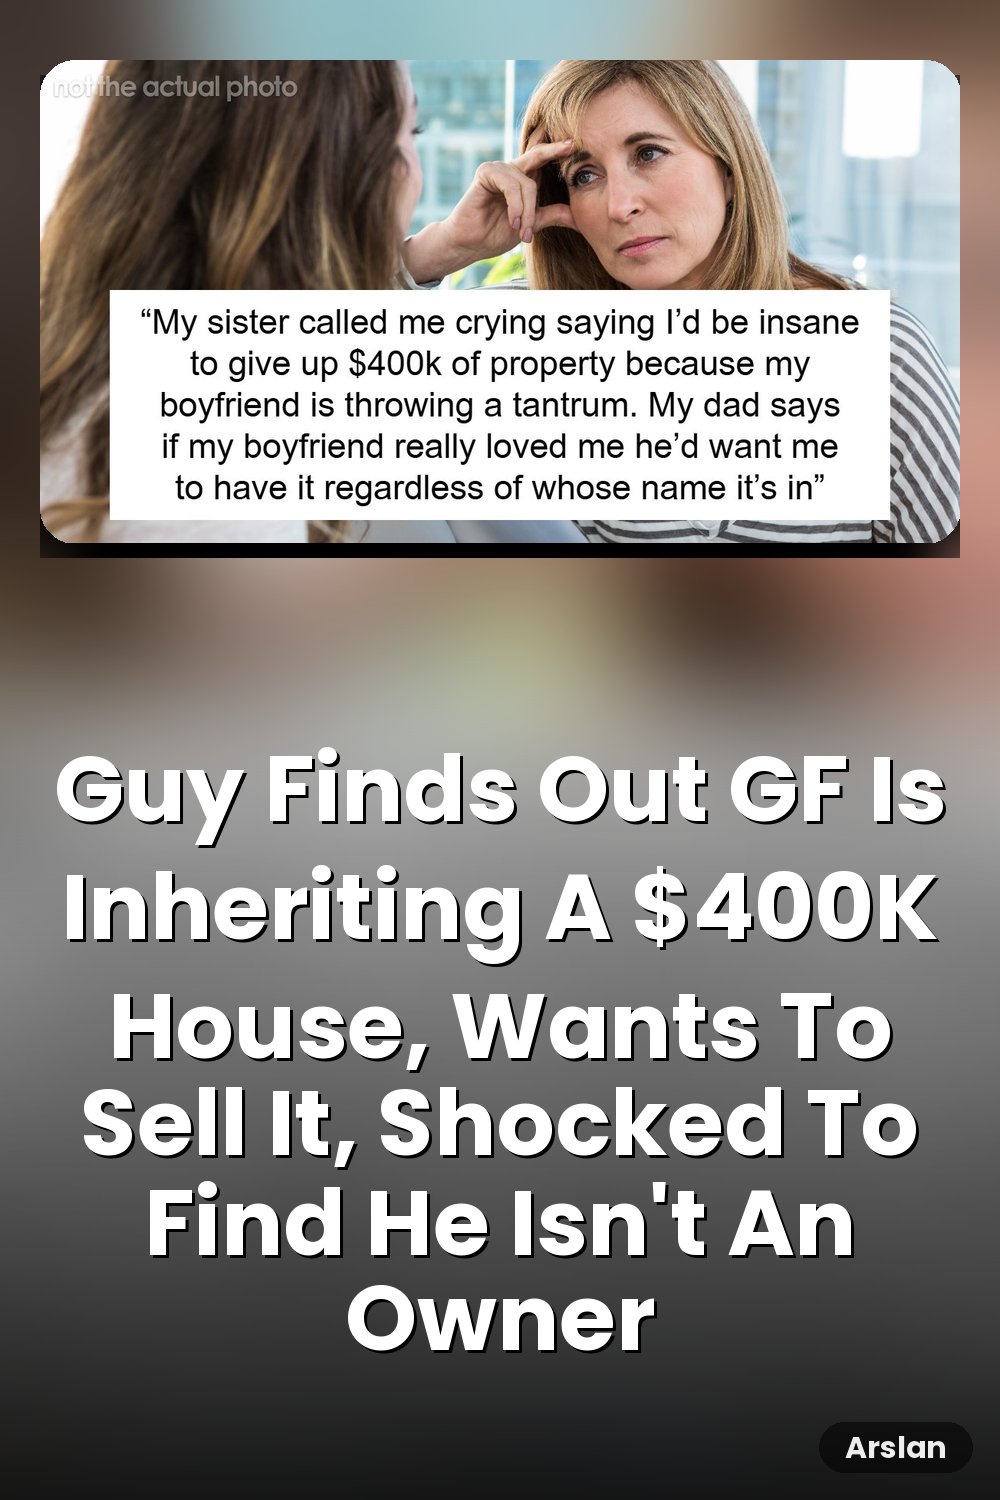 not the actual photo
“My sister called me crying saying I’d be insane
to give up $400k of property because my
boyfriend is throwing a tantrum. My dad says
if my boyfriend really loved me he’d want me
to have it regardless of whose name it’s in”
Guy Finds Out GF Is
Inheriting A $400K
House, Wants To
Sell It, Shocked To
Find He Isn't An
Owner
Arslan